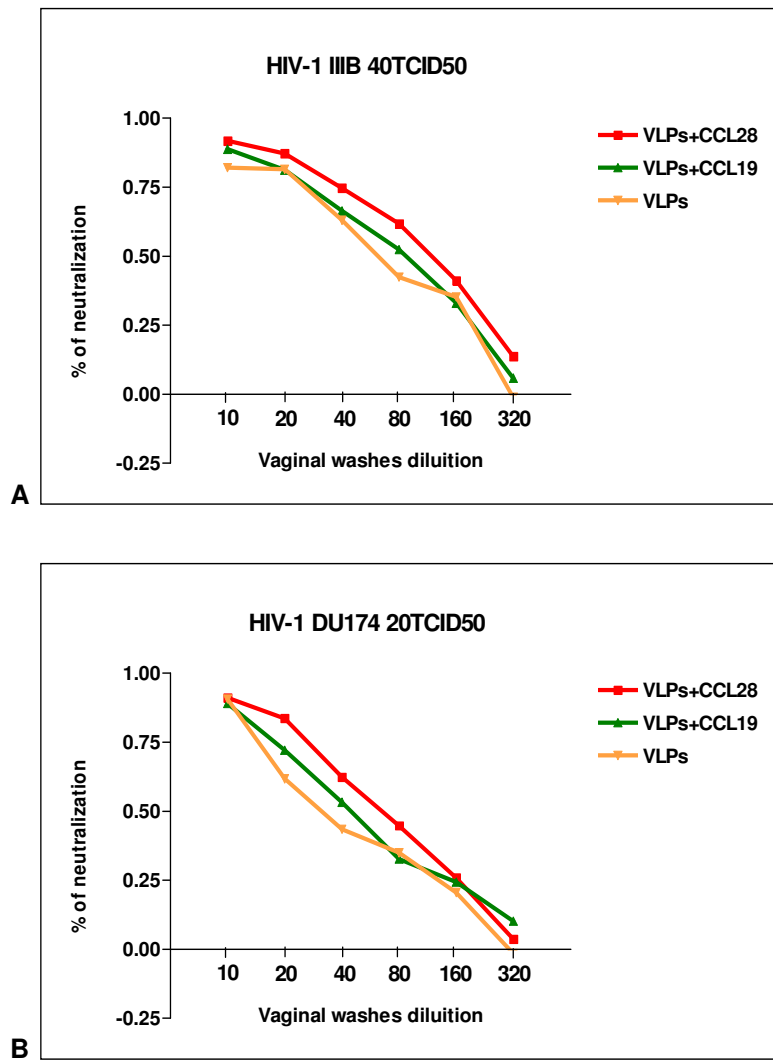 HIV-1 IIIB 40TCID50
1.00
0.75
0.50
0.25
0.00
-0.25
% of neutralization
10 20 40 80 160 320
Vaginal washes diluition
VLPs+CCL28
VLPs+CCL19
VLPs
A
HIV-1 DU174 20TCID50
1.00
0.75
0.50
0.25
0.00
-0.25
% of neutralization
10 20 40 80 160 320
Vaginal washes diluition
VLPs+CCL28
VLPs+CCL19
VLPs
B